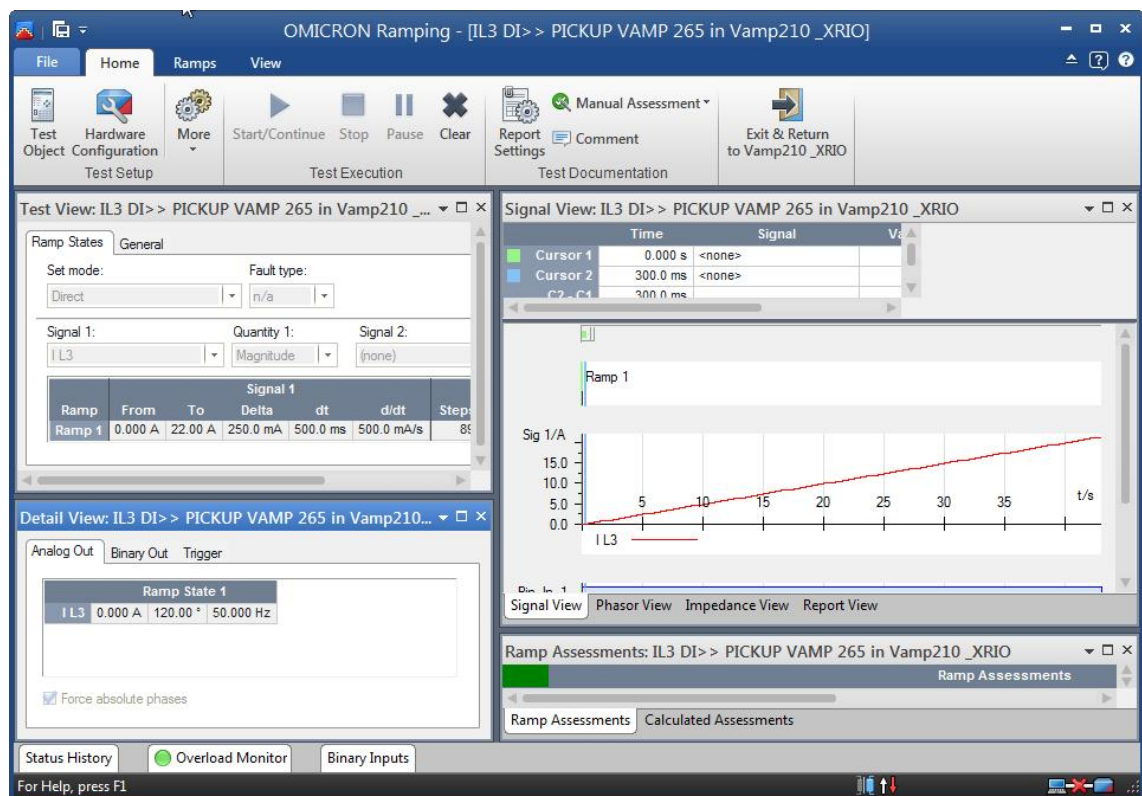 OMICRON Ramping - [IL3 DI>> PICKUP VAMP 265 in Vamp210 _XRIO]
File Home Ramps View
Test Object
Hardware Configuration
More
Test Setup
Start/Continue Stop Pause Clear
Test Execution
Report Settings
Manual Assessment
Comment
Test Documentation
Exit & Return to Vamp210 _XRIO
Test View: IL3 DI>> PICKUP VAMP 265 in Vamp210 _...
Ramp States General
Set mode: Fault type:
Direct n/a
Signal 1: Quantity 1: Signal 2:
I L3 Magnitude (none)
Signal 1
Ramp From To Delta dt d/dt Steps
Ramp 1 0.000 A 22.00 A 250.0 mA 500.0 ms 500.0 mA/s 89
Detail View: IL3 DI>> PICKUP VAMP 265 in Vamp210...
Analog Out Binary Out Trigger
Ramp State 1
I L3 0.000 A 120.00 ° 50.000 Hz
Force absolute phases
Signal View: IL3 DI>> PICKUP VAMP 265 in Vamp210 _XRIO
Time Signal Va
Cursor 1 0.000 s <none>
Cursor 2 300.0 ms <none>
C2 - C1 300.0 ms
Ramp 1
Sig 1/A
15.0
10.0
5.0
0.0
5 10 15 20 25 30 35
t/s
I L3
Bin. In. 1
Signal View Phasor View Impedance View Report View
Ramp Assessments: IL3 DI>> PICKUP VAMP 265 in Vamp210 _XRIO
Ramp Assessments
Ramp Assessments Calculated Assessments
Status History Overload Monitor Binary Inputs
For Help, press F1